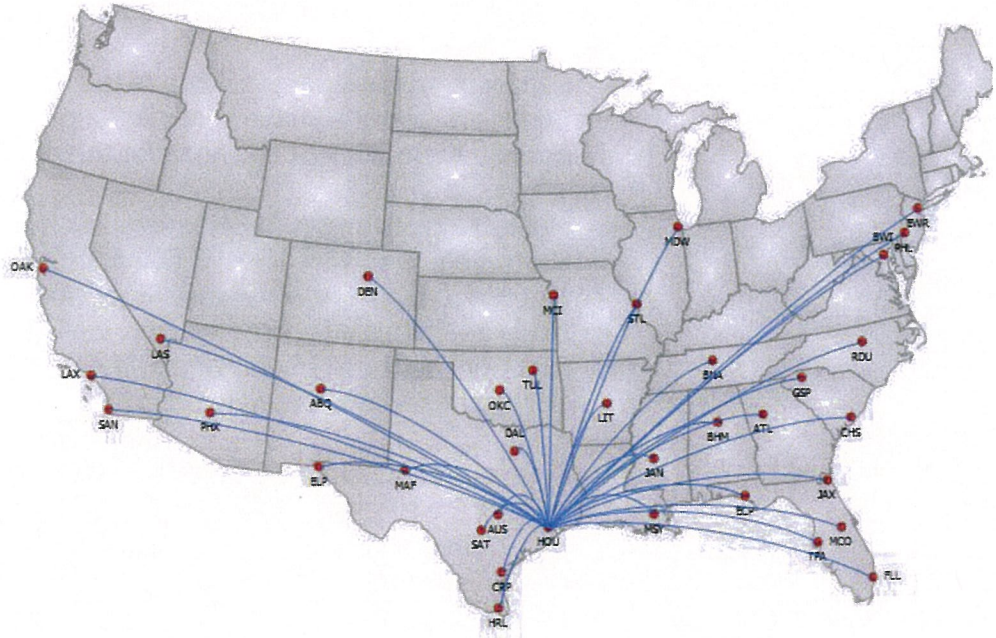 EWR
BWI
MDW
PHL
OAK
DEN
MCI
STL
LAS
RDU
LAX
BNA
TUL
GSP
ABQ
OKC
LIT
SAN
PHX
ATL
CHS
DAL
BHM
JAN
ELP
MAF
JAX
ECP
AUS
MSY
SAT
HOU
MCO
TPA
FLL
CRP
HRL